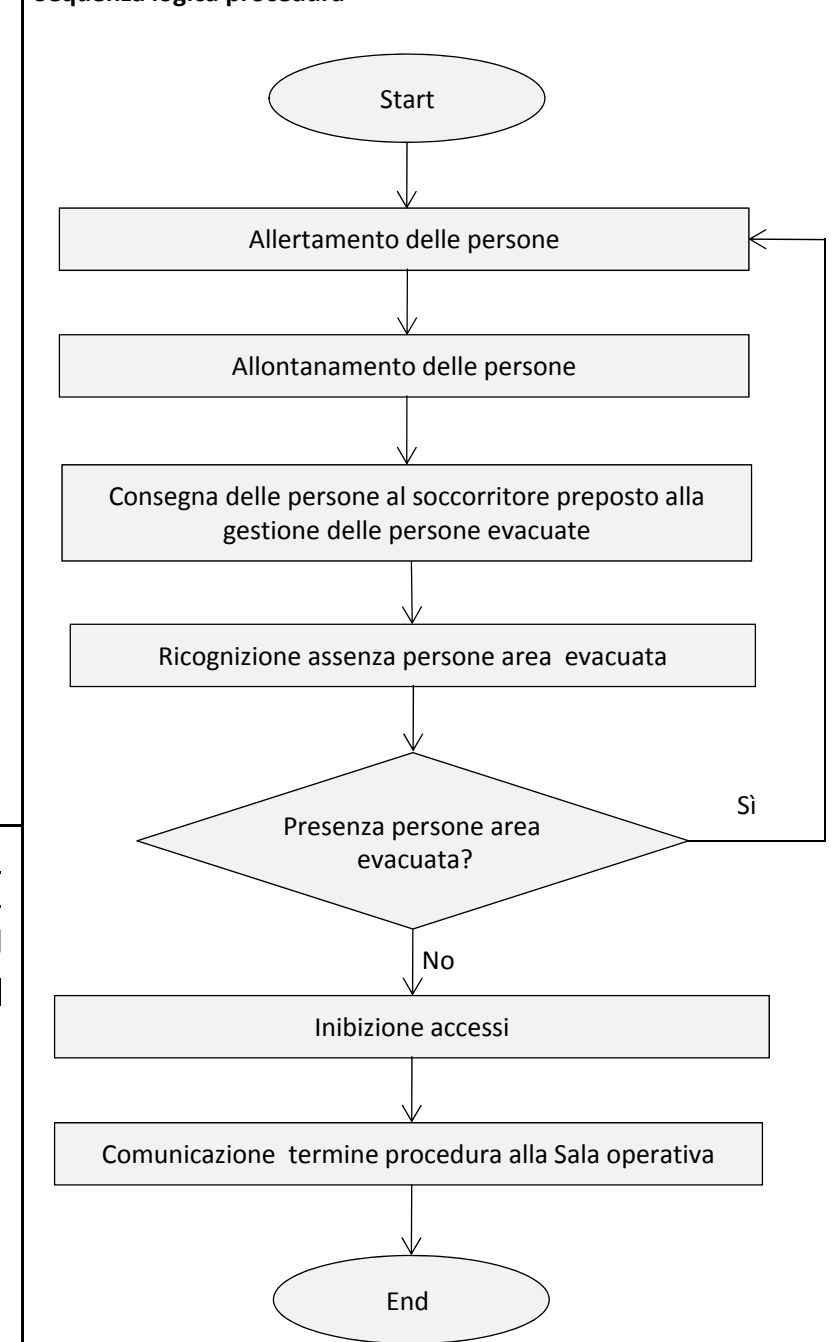 Sequenza logica procedura
Start
Allertamento delle persone
Allontanamento delle persone
Consegna delle persone al soccorritore preposto alla
gestione delle persone evacuate
Ricognizione assenza persone area evacuata
Presenza persone area
evacuata?
Sì
No
Inibizione accessi
Comunicazione termine procedura alla Sala operativa
End